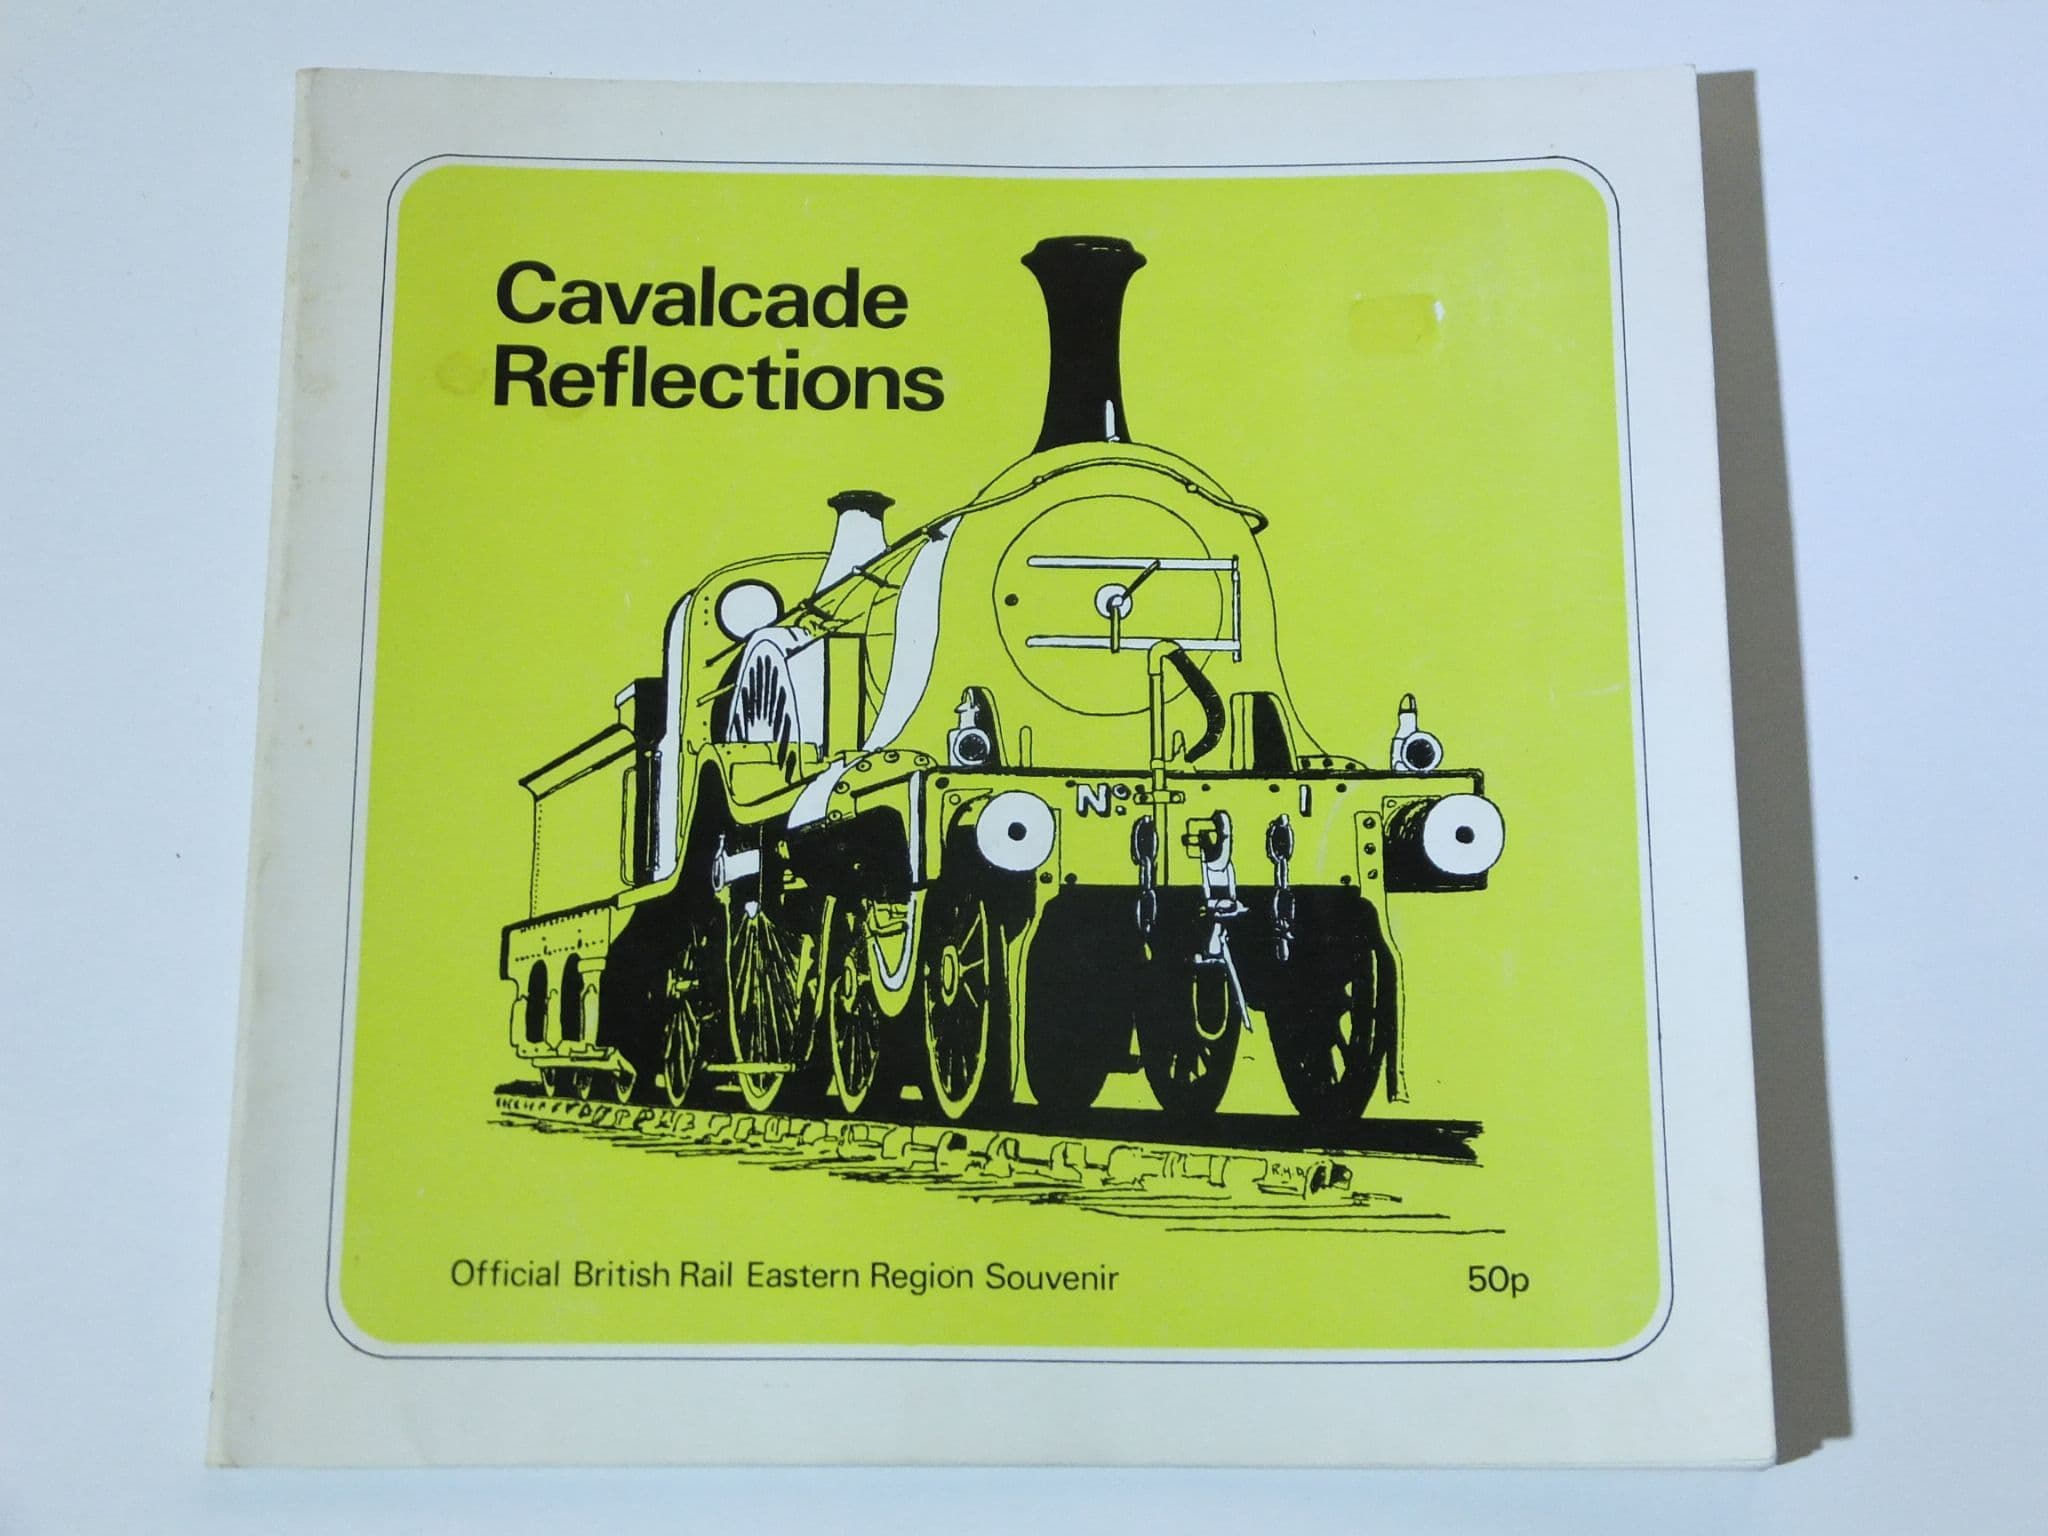 Cavalcade
Reflections
Nº 1
R.H.D.
Official British Rail Eastern Region Souvenir
50p